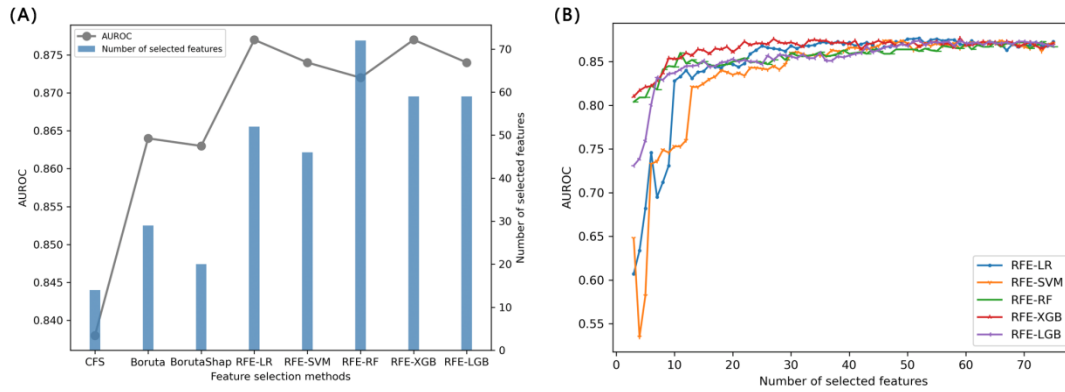 (A)
AUROC
Number of selected features
0.875
0.870
0.865
0.860
0.855
0.850
0.845
0.840
AUROC
70
60
50
40
30
20
10
0
Number of selected features
CFS Boruta BorutaShap RFE-LR RFE-SVM RFE-RF RFE-XGB RFE-LGB
Feature selection methods
(B)
0.85
0.80
0.75
0.70
0.65
0.60
0.55
AUROC
RFE-LR
RFE-SVM
RFE-RF
RFE-XGB
RFE-LGB
0 10 20 30 40 50 60 70
Number of selected features